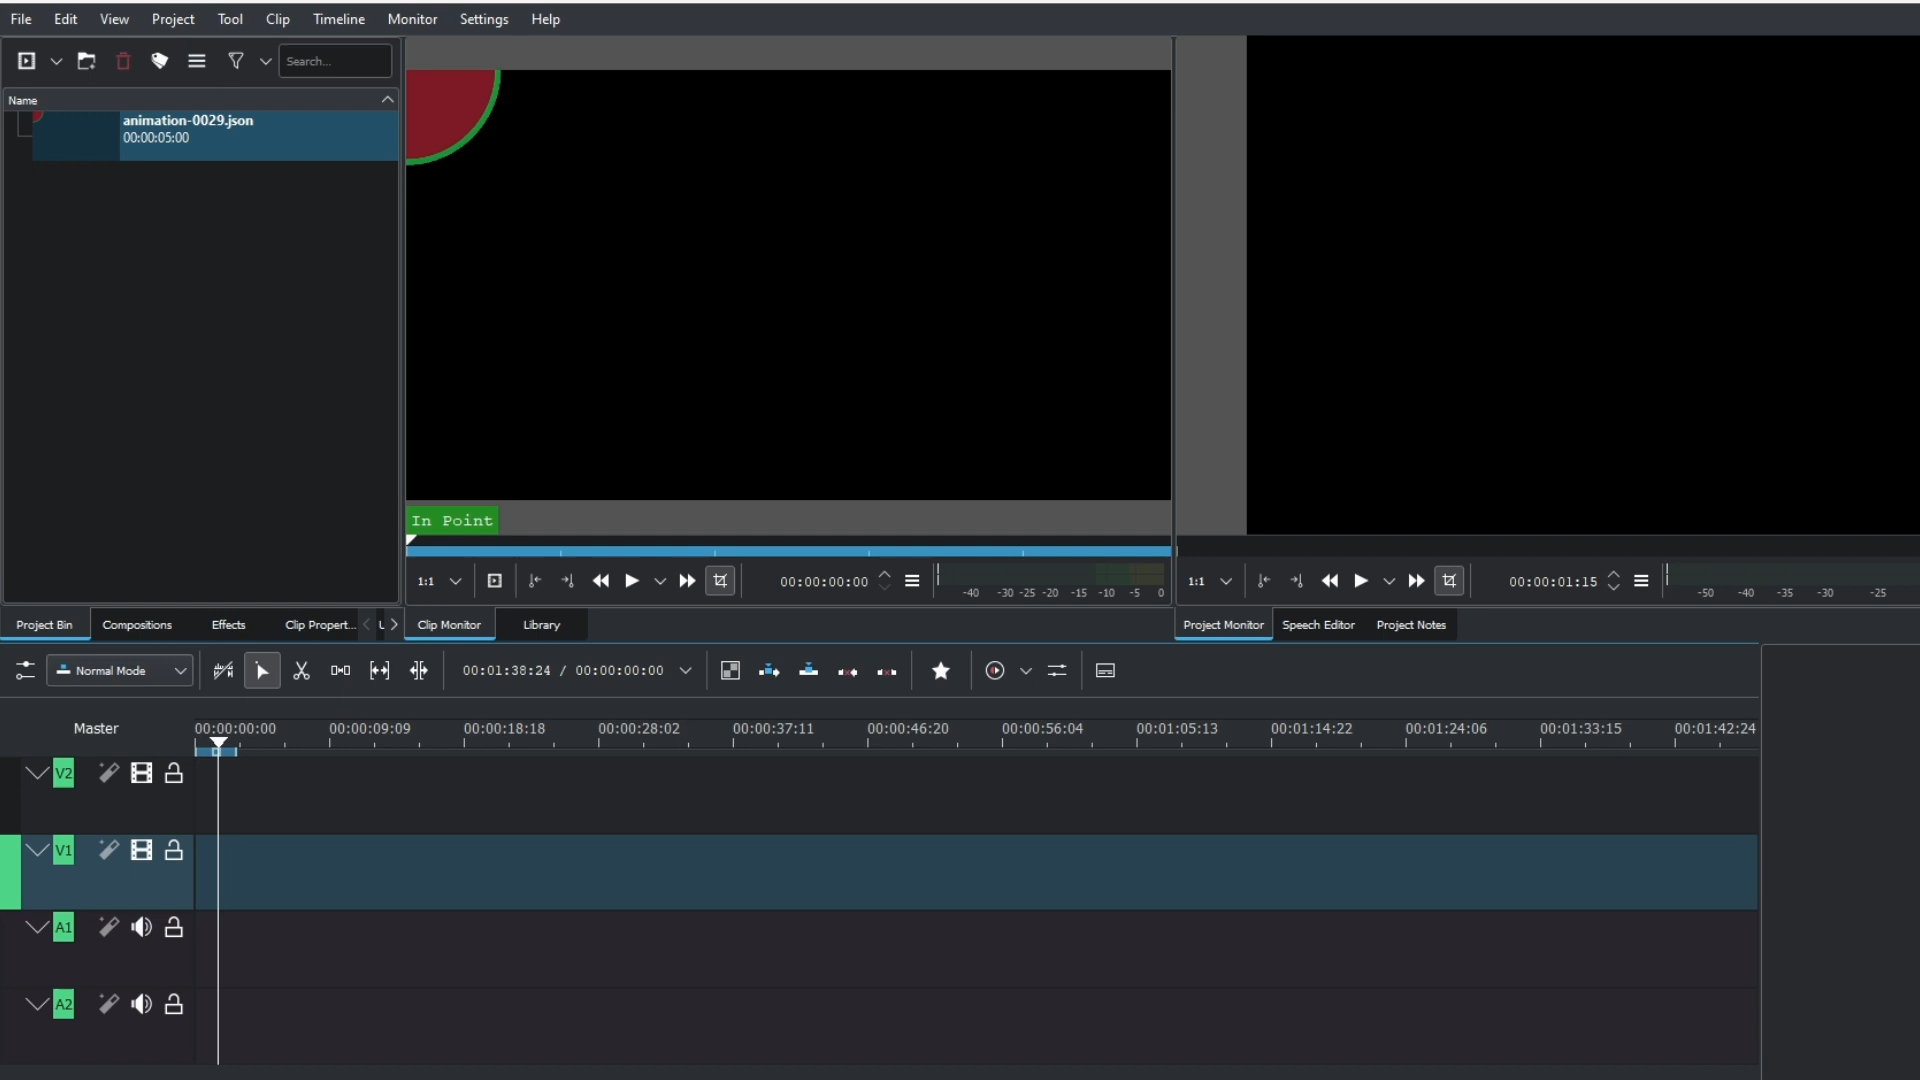 File Edit View Project Tool Clip Timeline Monitor Settings Help
Search...
Name
animation-0029.json
00:00:05:00
In Point
1:1 00:00:00:00 -40 -30 -25 -20 -15 -10 -5 0
1:1 00:00:01:15 -50 -40 -35 -30 -25
Project Bin Compositions Effects Clip Propert...
Clip Monitor Library
Project Monitor Speech Editor Project Notes
Normal Mode 00:01:38:24 / 00:00:00:00
Master 00:00:00:00 00:00:09:09 00:00:18:18 00:00:28:02 00:00:37:11 00:00:46:20 00:00:56:04 00:01:05:13 00:01:14:22 00:01:24:06 00:01:33:15 00:01:42:24
V2
V1
A1
A2